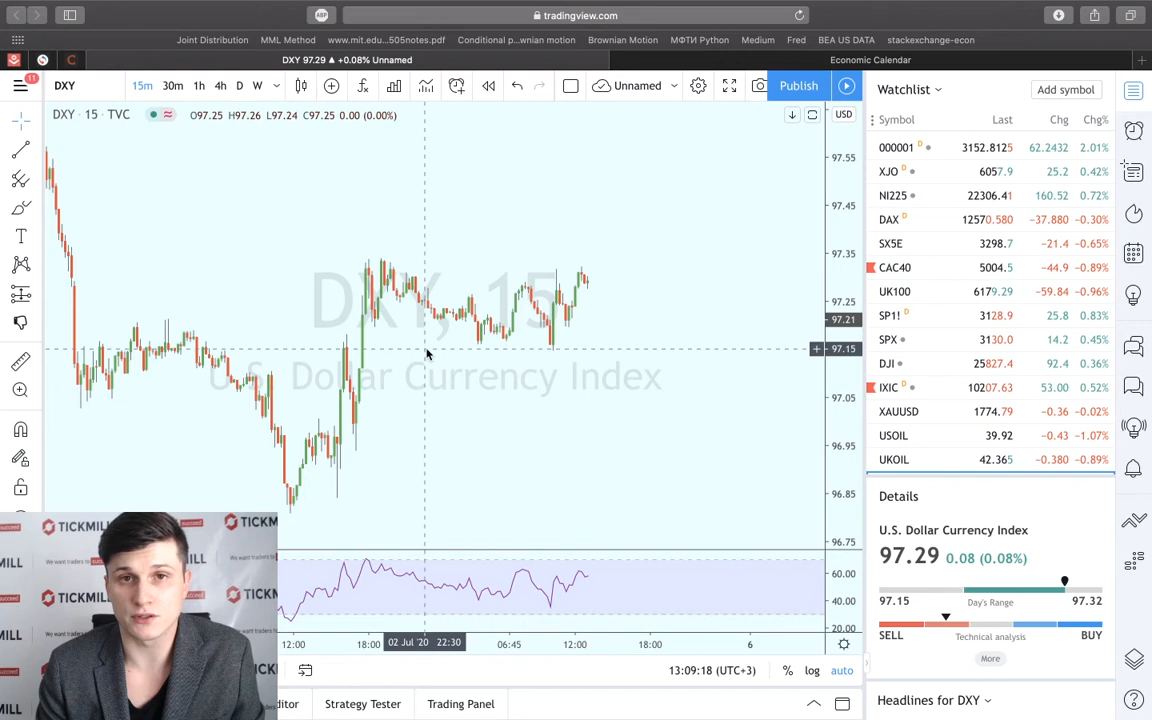 ABP
tradingview.com
Joint Distribution
MML Method
www.mit.edu...505notes.pdf
Conditional p...wnian motion
Brownian Motion
МФТИ Python
Medium
Fred
BEA US DATA
stackexchange-econ
DXY 97.29 ▲ +0.08% Unnamed
Economic Calendar
11
DXY
15m 30m 1h 4h D W
Unnamed
Publish
DXY · 15 · TVC
O97.25 H97.26 L97.24 C97.25 0.00 (0.00%)
USD
DXY, 15
U.S. Dollar Currency Index
97.55
97.45
97.35
97.25
97.21
97.15
97.05
96.95
96.85
96.75
60.00
40.00
20.00
12:00
18:00
02 Jul '20 22:30
06:45
12:00
18:00
6
13:09:18 (UTC+3)
% log auto
ditor
Strategy Tester
Trading Panel
Watchlist
Add symbol
Symbol Last Chg Chg%
000001 D 3152.8125 62.2432 2.01%
XJO D 6057.9 25.2 0.42%
NI225 22306.41 160.52 0.72%
DAX D 12570.580 −37.880 −0.30%
SX5E 3298.7 −21.4 −0.65%
CAC40 5004.5 −44.9 −0.89%
UK100 6179.29 −59.84 −0.96%
SP1! D 3128.9 25.8 0.83%
SPX 3130.0 14.2 0.45%
DJI 25827.4 92.4 0.36%
IXIC D 10207.63 53.00 0.52%
XAUUSD 1774.79 −0.36 −0.02%
USOIL 39.92 −0.43 −1.07%
UKOIL 42.365 −0.380 −0.89%
Details
U.S. Dollar Currency Index
97.29 0.08 (0.08%)
97.15 Day's Range 97.32
SELL Technical analysis BUY
More
Headlines for DXY
TICKMILL
TICKM
TICKMILL